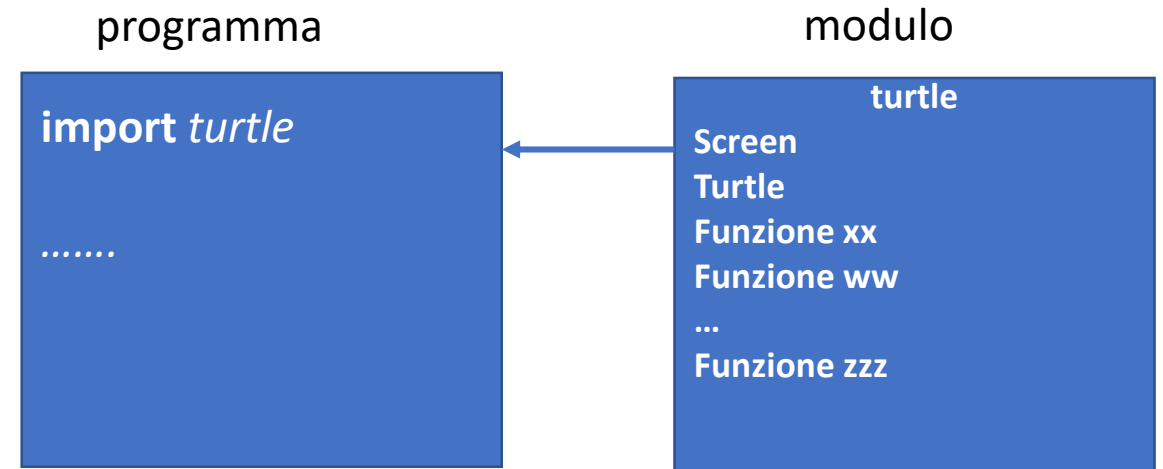 programma
import turtle
…….
modulo
turtle
Screen
Turtle
Funzione xx
Funzione ww
…
Funzione zzz